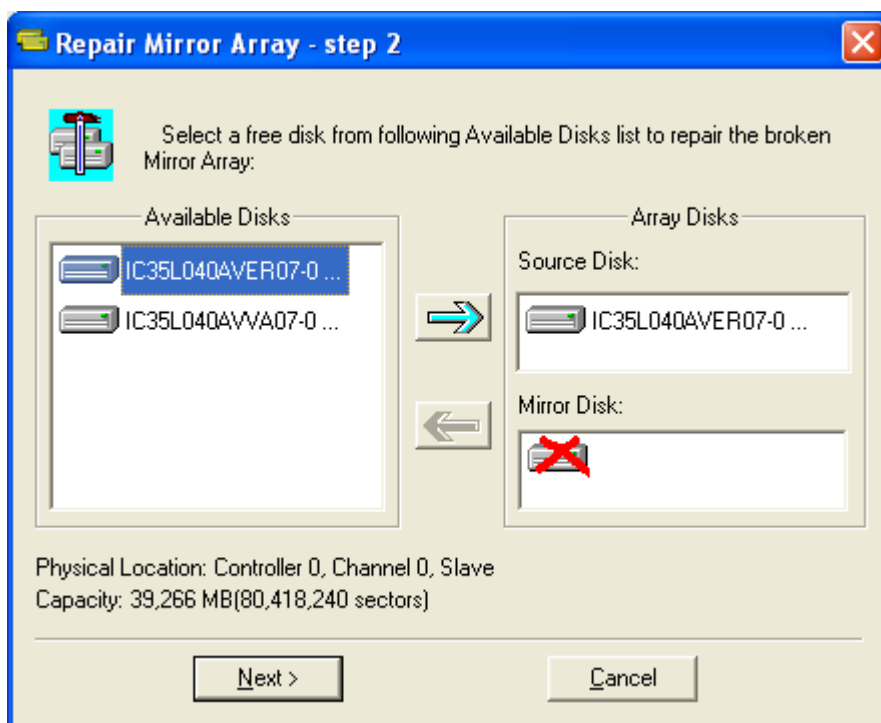 Repair Mirror Array - step 2
Select a free disk from following Available Disks list to repair the broken
Mirror Array:
Available Disks
IC35L040AVER07-0 ...
IC35L040AVVA07-0 ...
Array Disks
Source Disk:
IC35L040AVER07-0 ...
Mirror Disk:
Physical Location: Controller 0, Channel 0, Slave
Capacity: 39,266 MB(80,418,240 sectors)
Next >
Cancel